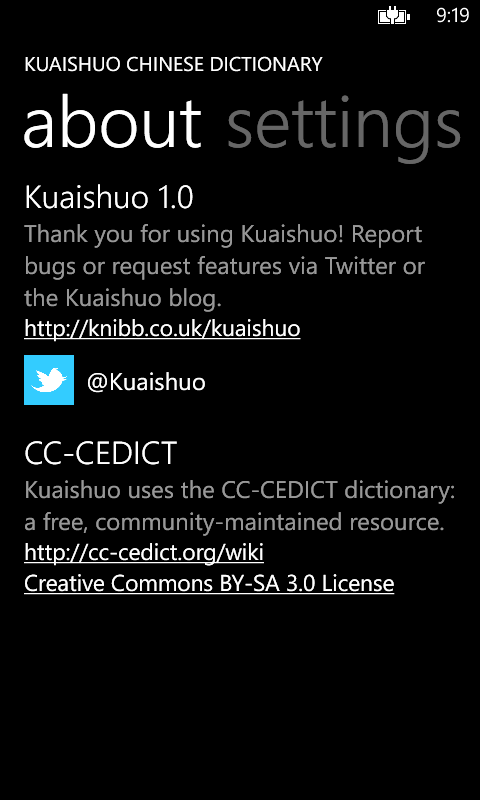 9:19
KUAISHUO CHINESE DICTIONARY
about settings
Kuaishuo 1.0
Thank you for using Kuaishuo! Report
bugs or request features via Twitter or
the Kuaishuo blog.
http://knibb.co.uk/kuaishuo
@Kuaishuo
CC-CEDICT
Kuaishuo uses the CC-CEDICT dictionary:
a free, community-maintained resource.
http://cc-cedict.org/wiki
Creative Commons BY-SA 3.0 License